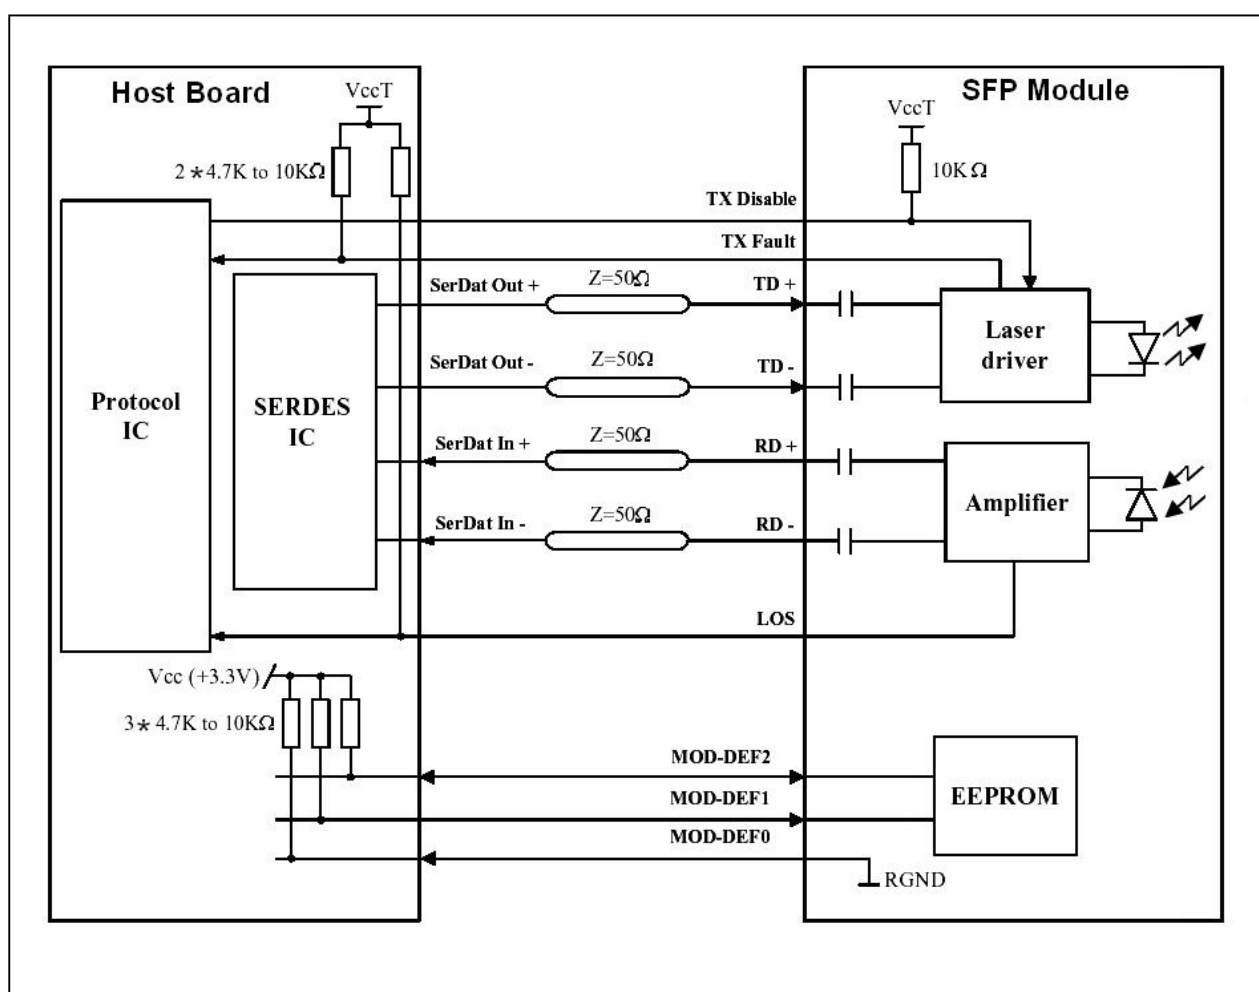 Host Board
SFP Module
VccT
VccT
2*4.7K to 10KΩ
10KΩ
TX Disable
TX Fault
SerDat Out +
Z=50Ω
TD +
Laser
driver
SerDat Out -
Z=50Ω
TD -
Protocol
IC
SERDES
IC
SerDat In +
Z=50Ω
RD +
Amplifier
SerDat In -
Z=50Ω
RD -
LOS
Vcc (+3.3V)
3*4.7K to 10KΩ
MOD-DEF2
EEPROM
MOD-DEF1
MOD-DEF0
RGND